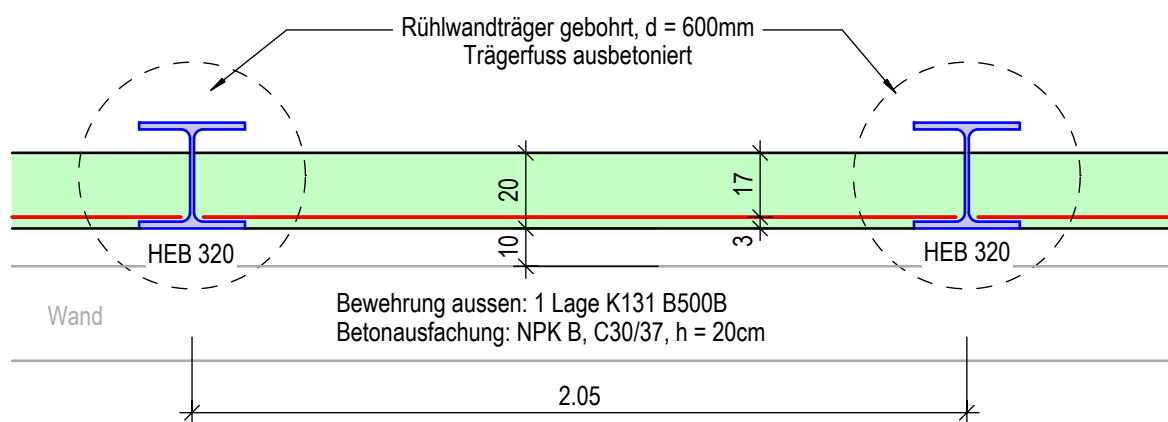 Rühlwandträger gebohrt, d = 600mm
Trägerfuss ausbetoniert
20
17
10
3
HEB 320
HEB 320
Wand
Bewehrung aussen: 1 Lage K131 B500B
Betonausfachung: NPK B, C30/37, h = 20cm
2.05